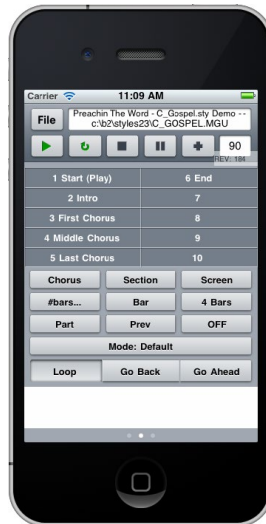 Carrier 11:09 AM
File
Preachin The Word - C_Gospel.sty Demo --
c:\b2\styles23\C_GOSPEL.MGU
90
REV: 184
1 Start (Play) 6 End
2 Intro 7
3 First Chorus 8
4 Middle Chorus 9
5 Last Chorus 10
Chorus Section Screen
#bars... Bar 4 Bars
Part Prev OFF
Mode: Default
Loop Go Back Go Ahead